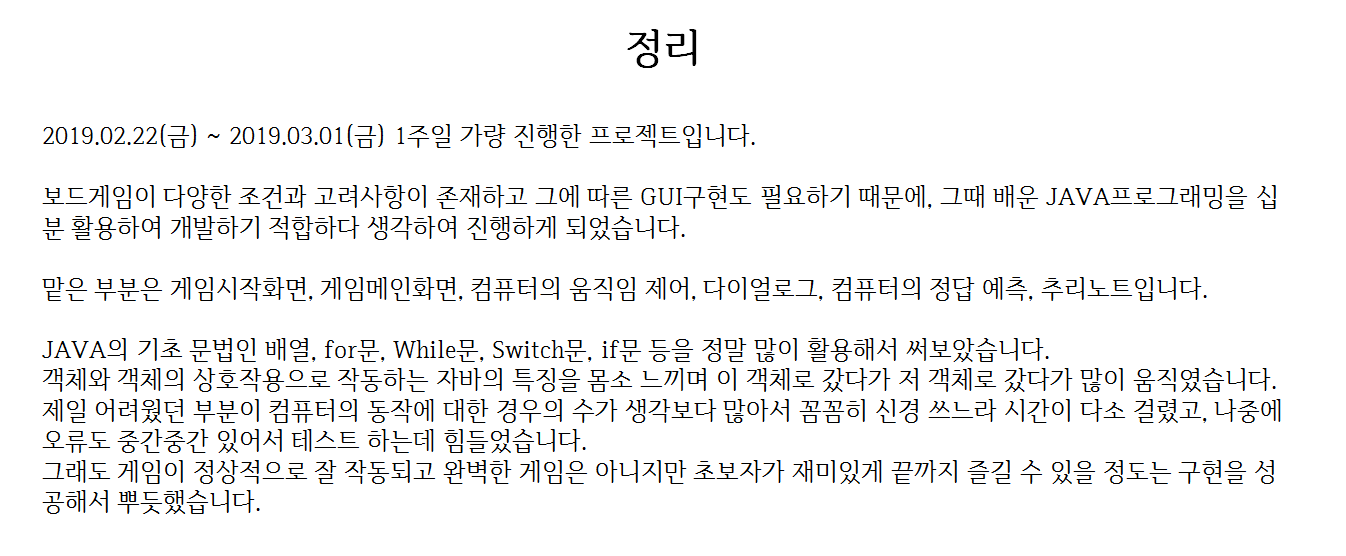 정리
2019.02.22(금) ~ 2019.03.01(금) 1주일 가량 진행한 프로젝트입니다.
보드게임이 다양한 조건과 고려사항이 존재하고 그에 따른 GUI구현도 필요하기 때문에, 그때 배운 JAVA프로그래밍을 십
분 활용하여 개발하기 적합하다 생각하여 진행하게 되었습니다.
맡은 부분은 게임시작화면, 게임메인화면, 컴퓨터의 움직임 제어, 다이얼로그, 컴퓨터의 정답 예측, 추리노트입니다.
JAVA의 기초 문법인 배열, for문, While문, Switch문, if문 등을 정말 많이 활용해서 써보았습니다.
객체와 객체의 상호작용으로 작동하는 자바의 특징을 몸소 느끼며 이 객체로 갔다가 저 객체로 갔다가 많이 움직였습니다.
제일 어려웠던 부분이 컴퓨터의 동작에 대한 경우의 수가 생각보다 많아서 꼼꼼히 신경 쓰느라 시간이 다소 걸렸고, 나중에
오류도 중간중간 있어서 테스트 하는데 힘들었습니다.
그래도 게임이 정상적으로 잘 작동되고 완벽한 게임은 아니지만 초보자가 재미있게 끝까지 즐길 수 있을 정도는 구현을 성
공해서 뿌듯했습니다.